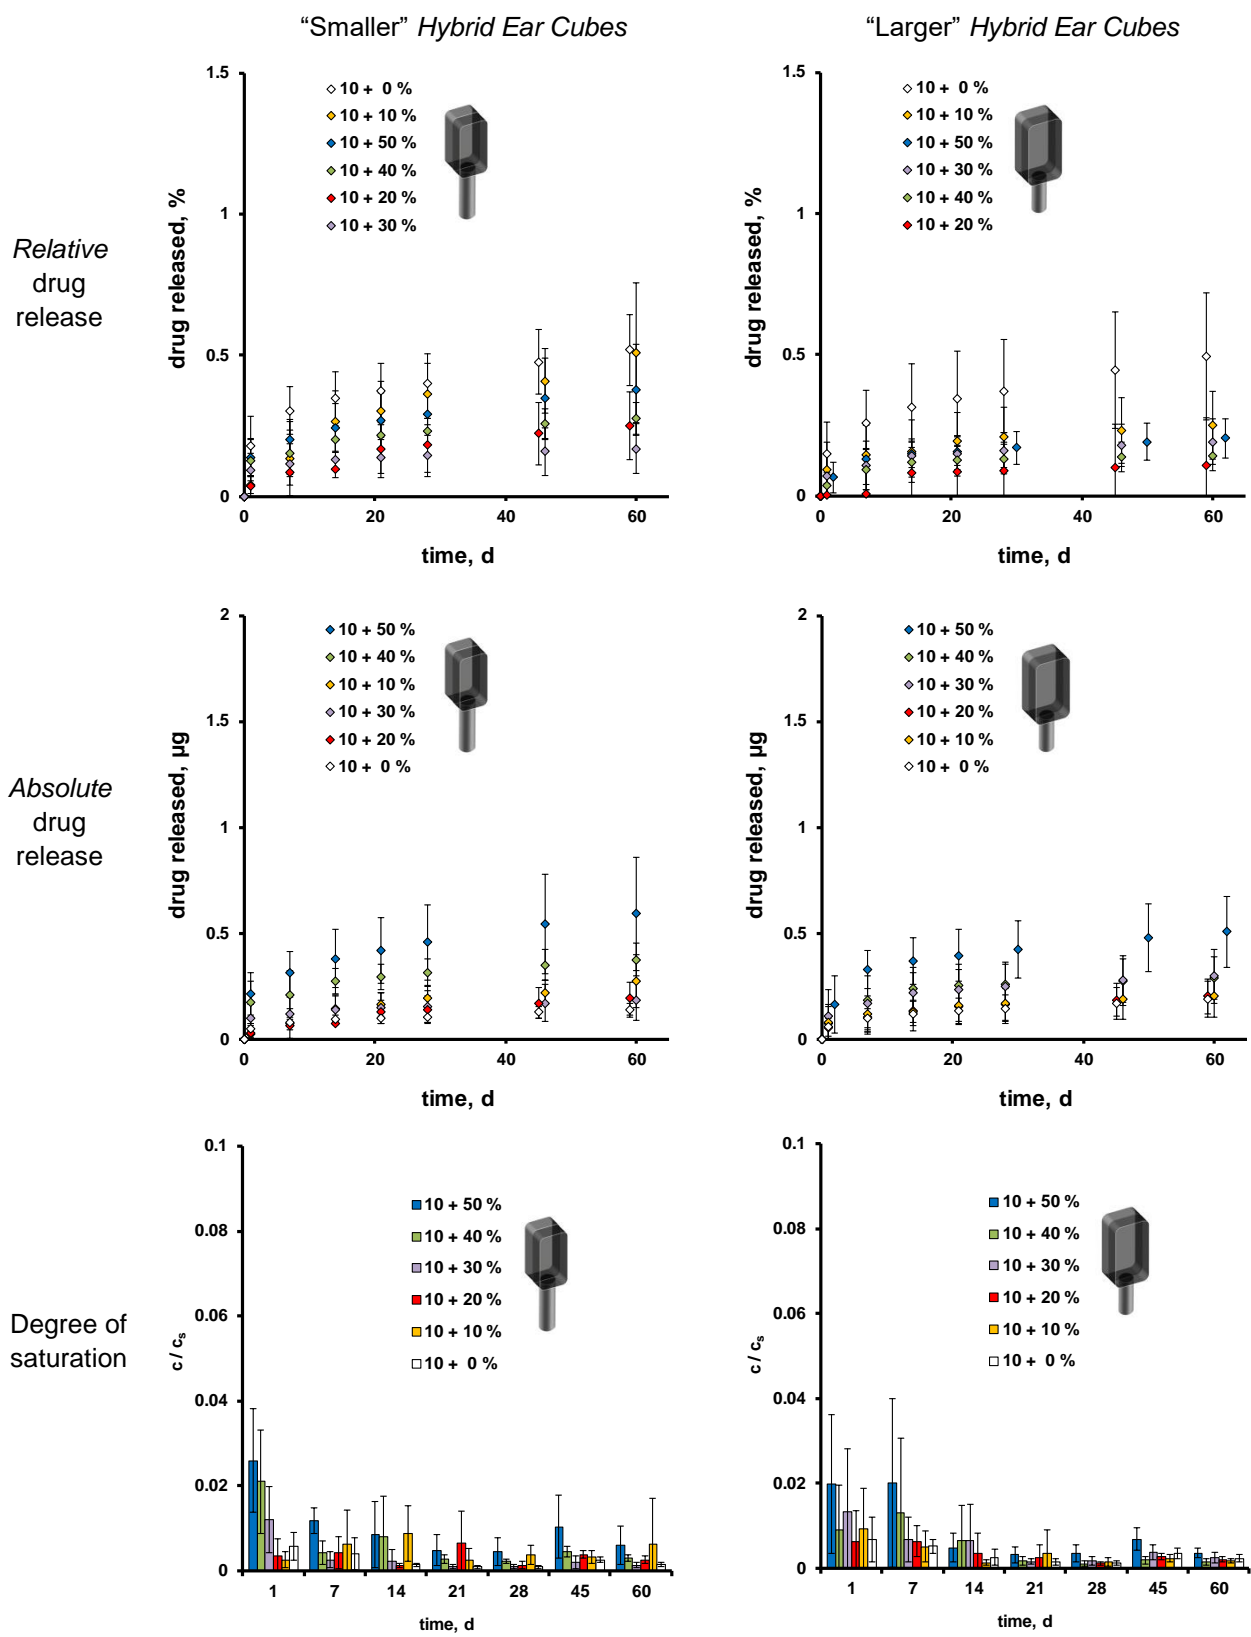 “Smaller” Hybrid Ear Cubes
“Larger” Hybrid Ear Cubes
Relative
drug
release
drug released, %
1.5
1
0.5
0
10 + 0 %
10 + 10 %
10 + 50 %
10 + 40 %
10 + 20 %
10 + 30 %
0 20 40 60
time, d
drug released, %
1.5
1
0.5
0
10 + 0 %
10 + 10 %
10 + 50 %
10 + 30 %
10 + 40 %
10 + 20 %
0 20 40 60
time, d
Absolute
drug
release
drug released, µg
2
1.5
1
0.5
0
10 + 50 %
10 + 40 %
10 + 10 %
10 + 30 %
10 + 20 %
10 + 0 %
0 20 40 60
time, d
drug released, µg
2
1.5
1
0.5
0
10 + 50 %
10 + 40 %
10 + 30 %
10 + 20 %
10 + 10 %
10 + 0 %
0 20 40 60
time, d
Degree of
saturation
c / cs
0.1
0.08
0.06
0.04
0.02
0
10 + 50 %
10 + 40 %
10 + 30 %
10 + 20 %
10 + 10 %
10 + 0 %
1 7 14 21 28 45 60
time, d
c / cs
0.1
0.08
0.06
0.04
0.02
0
10 + 50 %
10 + 40 %
10 + 30 %
10 + 20 %
10 + 10 %
10 + 0 %
1 7 14 21 28 45 60
time, d